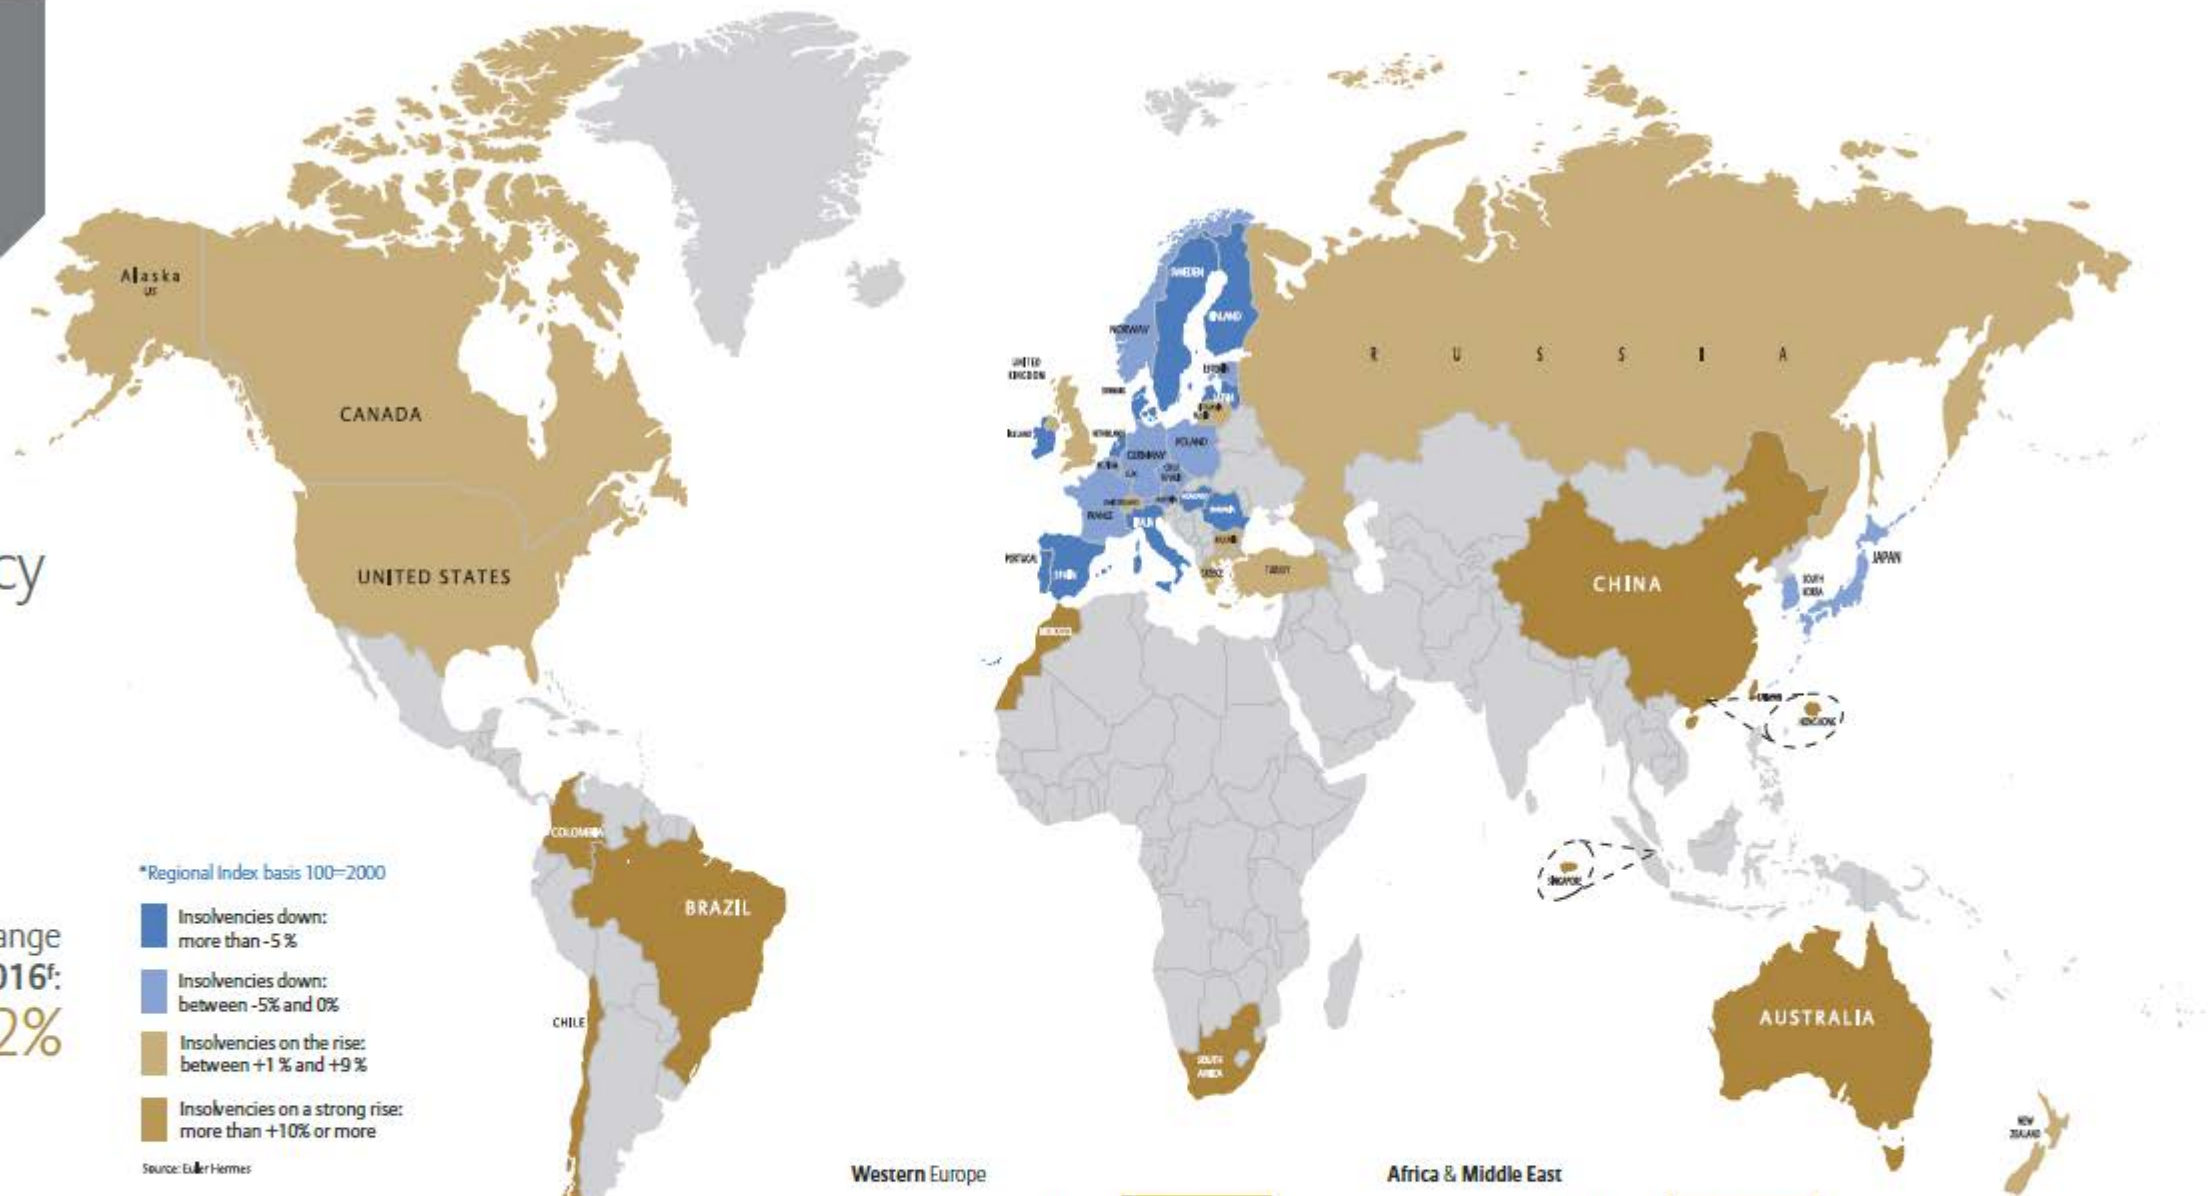 Alaska
US
CANADA
UNITED STATES
cy
SWEDEN
FINLAND
NORWAY
UNITED
KINGDOM
R U S S I A
POLAND
GERMANY
FRANCE
PORTUGAL
SPAIN
TURKEY
CHINA
JAPAN
SOUTH
KOREA
HONG KONG
SINGAPORE
COLOMBIA
BRAZIL
CHILE
SOUTH
AFRICA
AUSTRALIA
NEW
ZEALAND
ange
016f:
2%
*Regional Index basis 100=2000
Insolvencies down:
more than -5 %
Insolvencies down:
between -5% and 0%
Insolvencies on the rise:
between +1 % and +9 %
Insolvencies on a strong rise:
more than +10% or more
Source: Euler Hermes
Western Europe
Africa & Middle East